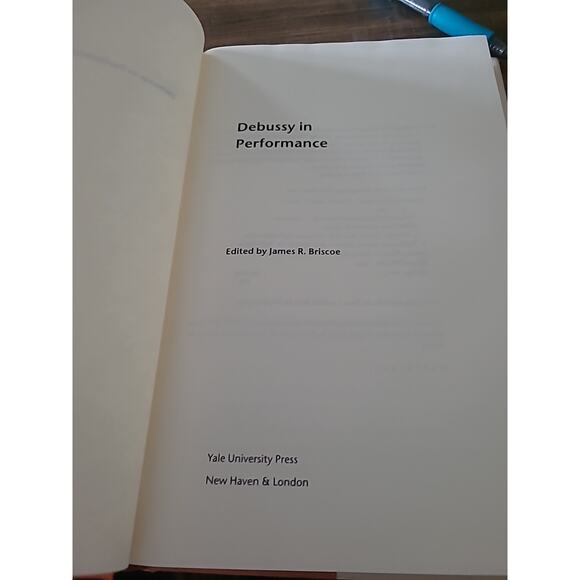 Debussy in
Performance
Edited by James R. Briscoe
Yale University Press
New Haven & London